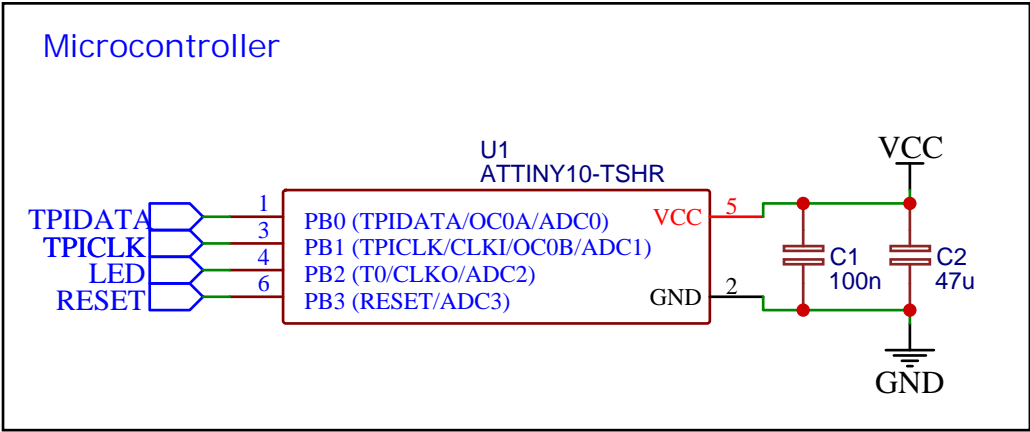 Microcontroller
U1
ATTINY10-TSHR
VCC
TPIDATA 1 PB0 (TPIDATA/OC0A/ADC0) VCC 5
TPICLK 3 PB1 (TPICLK/CLKI/OC0B/ADC1)
LED 4 PB2 (T0/CLKO/ADC2)
RESET 6 PB3 (RESET/ADC3) GND 2
C1
100n
C2
47u
GND